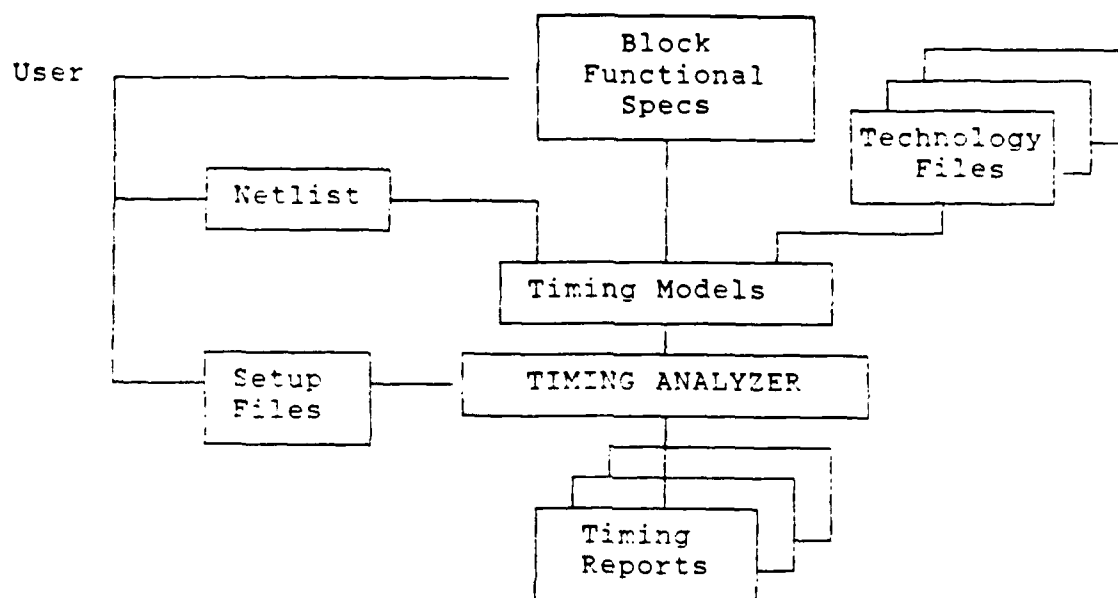 User
Block
Functional
Specs
Technology
Files
Netlist
Timing Models
Setup
Files
TIMING ANALYZER
Timing
Reports